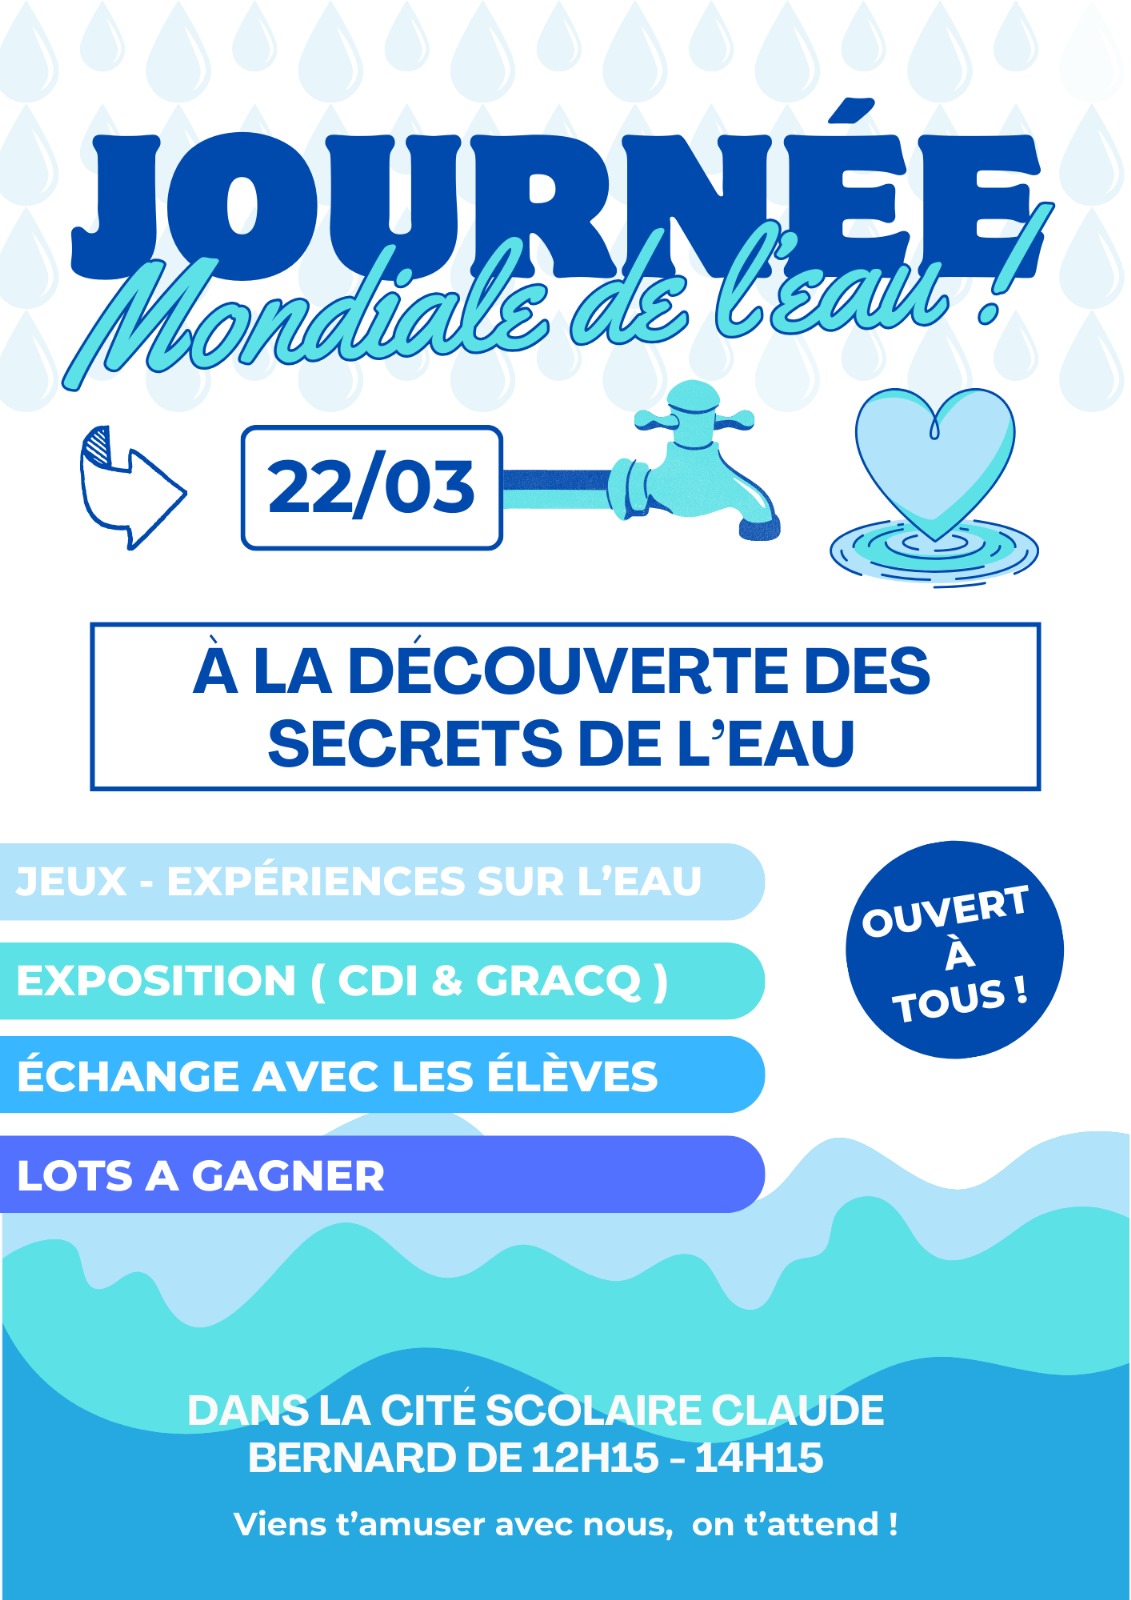 JOURNÉE
Mondiale de l'eau !
22/03
À LA DÉCOUVERTE DES
SECRETS DE L'EAU
JEUX - EXPÉRIENCES SUR L'EAU
EXPOSITION ( CDI & GRACQ )
ÉCHANGE AVEC LES ÉLÈVES
LOTS A GAGNER
OUVERT
À
TOUS !
DANS LA CITÉ SCOLAIRE CLAUDE
BERNARD DE 12H15 - 14H15
Viens t'amuser avec nous, on t'attend !